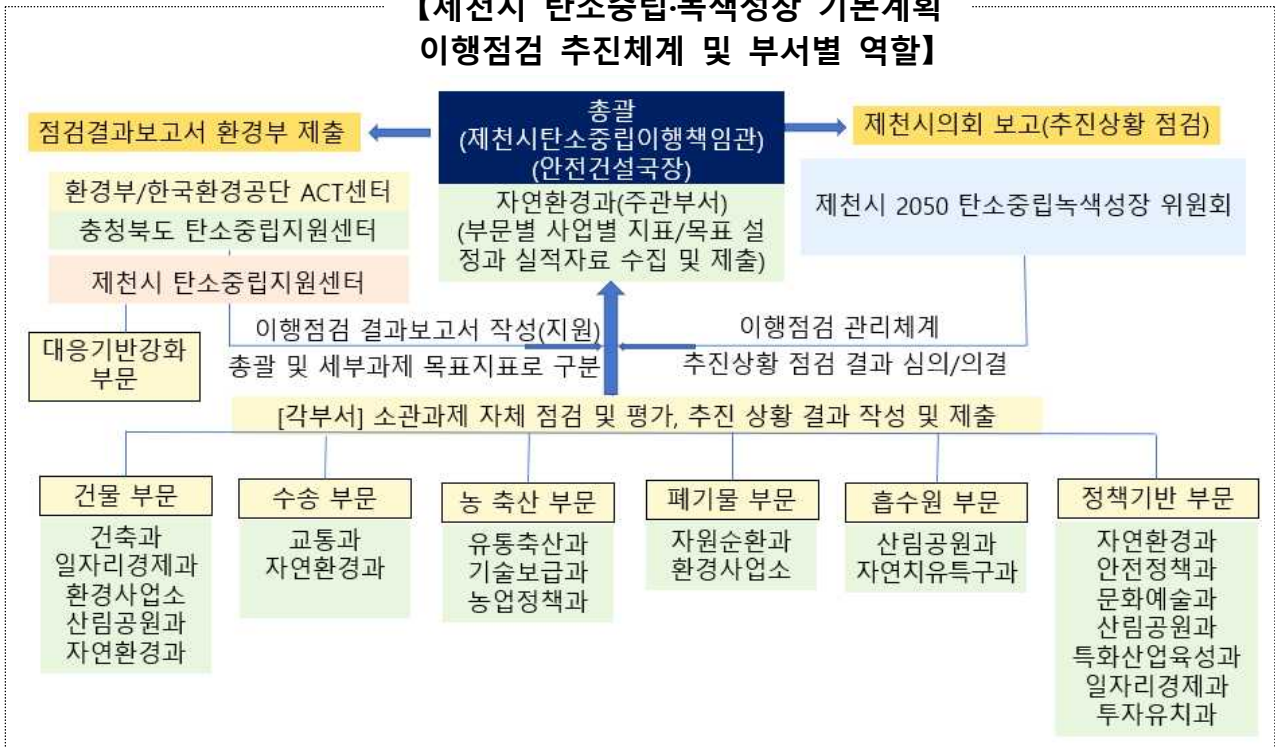 【제천시 탄소중립·녹색성장 기본계획
이행점검 추진체계 및 부서별 역할】
총괄
(제천시탄소중립이행책임관)
(안전건설국장)
점검결과보고서 환경부 제출
제천시의회 보고(추진상황 점검)
환경부/한국환경공단 ACT센터
충청북도 탄소중립지원센터
제천시 탄소중립지원센터
자연환경과(주관부서)
(부문별 사업별 지표/목표 설
정과 실적자료 수집 및 제출)
제천시 2050 탄소중립녹색성장 위원회
대응기반강화
부문
이행점검 결과보고서 작성(지원)
총괄 및 세부과제 목표지표로 구분
이행점검 관리체계
추진상황 점검 결과 심의/의결
[각부서] 소관과제 자체 점검 및 평가, 추진 상황 결과 작성 및 제출
건물 부문
건축과
일자리경제과
환경사업소
산림공원과
자연환경과
수송 부문
교통과
자연환경과
농 축산 부문
유통축산과
기술보급과
농업정책과
폐기물 부문
자원순환과
환경사업소
흡수원 부문
산림공원과
자연치유특구과
정책기반 부문
자연환경과
안전정책과
문화예술과
산림공원과
특화산업육성과
일자리경제과
투자유치과